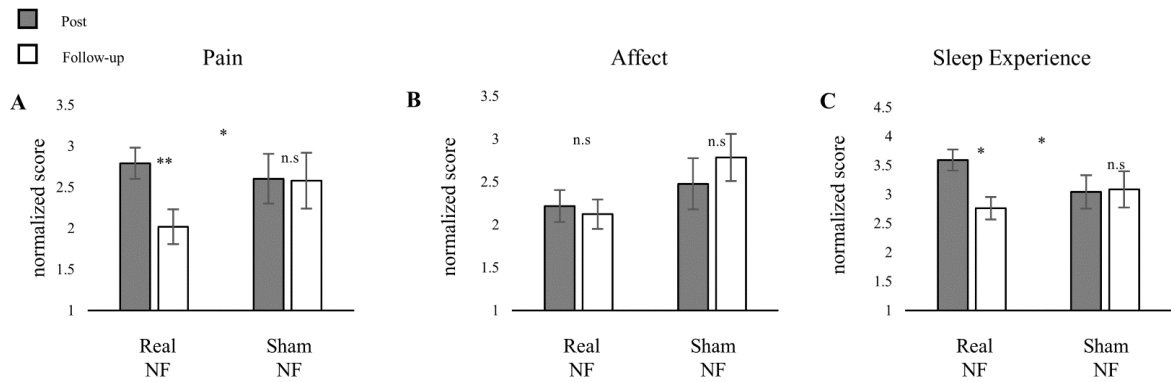 Post
Follow-up
Pain
Affect
Sleep Experience
A
normalized score
3.5
3
2.5
2
1.5
1
**
*
n.s
Real
NF
Sham
NF
B
normalized score
3.5
3
2.5
2
1.5
1
n.s
n.s
Real
NF
Sham
NF
C
normalized score
4.5
4
3.5
3
2.5
2
1.5
1
*
*
n.s
Real
NF
Sham
NF